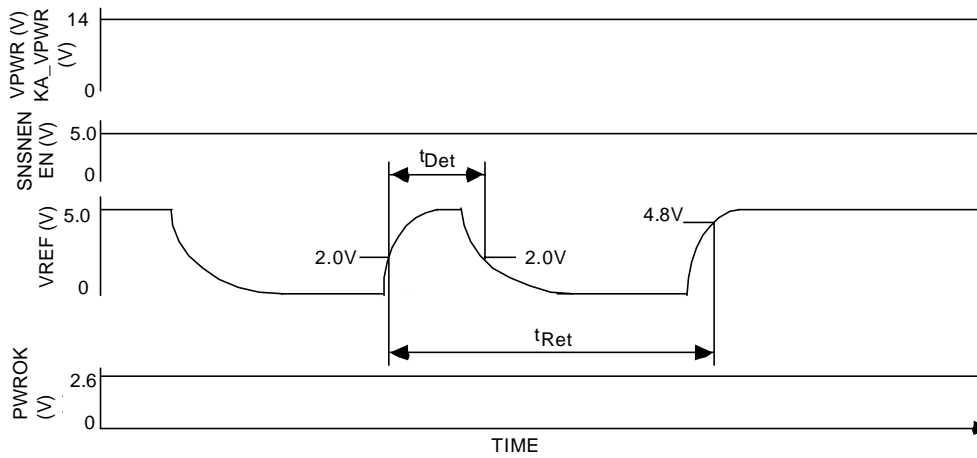 VPWR (V)
KA_VPWR
(V)
14
0
SNSNEN
EN (V)
5.0
0
tDet
VREF (V)
5.0
0
2.0V
2.0V
4.8V
tRet
PWROK
(V)
2.6
0
TIME